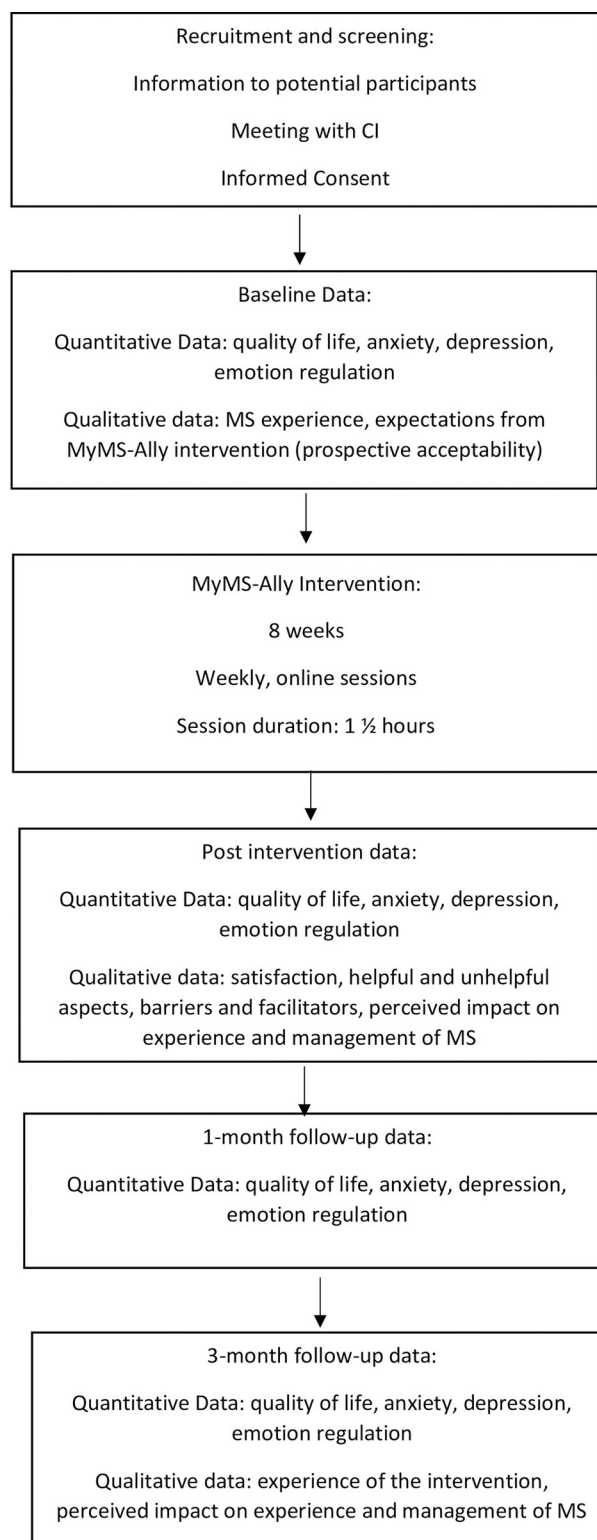 Recruitment and screening:
Information to potential participants
Meeting with CI
Informed Consent
Baseline Data:
Quantitative Data: quality of life, anxiety, depression,
emotion regulation
Qualitative data: MS experience, expectations from
MyMS-Ally intervention (prospective acceptability)
MyMS-Ally Intervention:
8 weeks
Weekly, online sessions
Session duration: 1 ½ hours
Post intervention data:
Quantitative Data: quality of life, anxiety, depression,
emotion regulation
Qualitative data: satisfaction, helpful and unhelpful
aspects, barriers and facilitators, perceived impact on
experience and management of MS
1-month follow-up data:
Quantitative Data: quality of life, anxiety, depression,
emotion regulation
3-month follow-up data:
Quantitative Data: quality of life, anxiety, depression,
emotion regulation
Qualitative data: experience of the intervention,
perceived impact on experience and management of MS